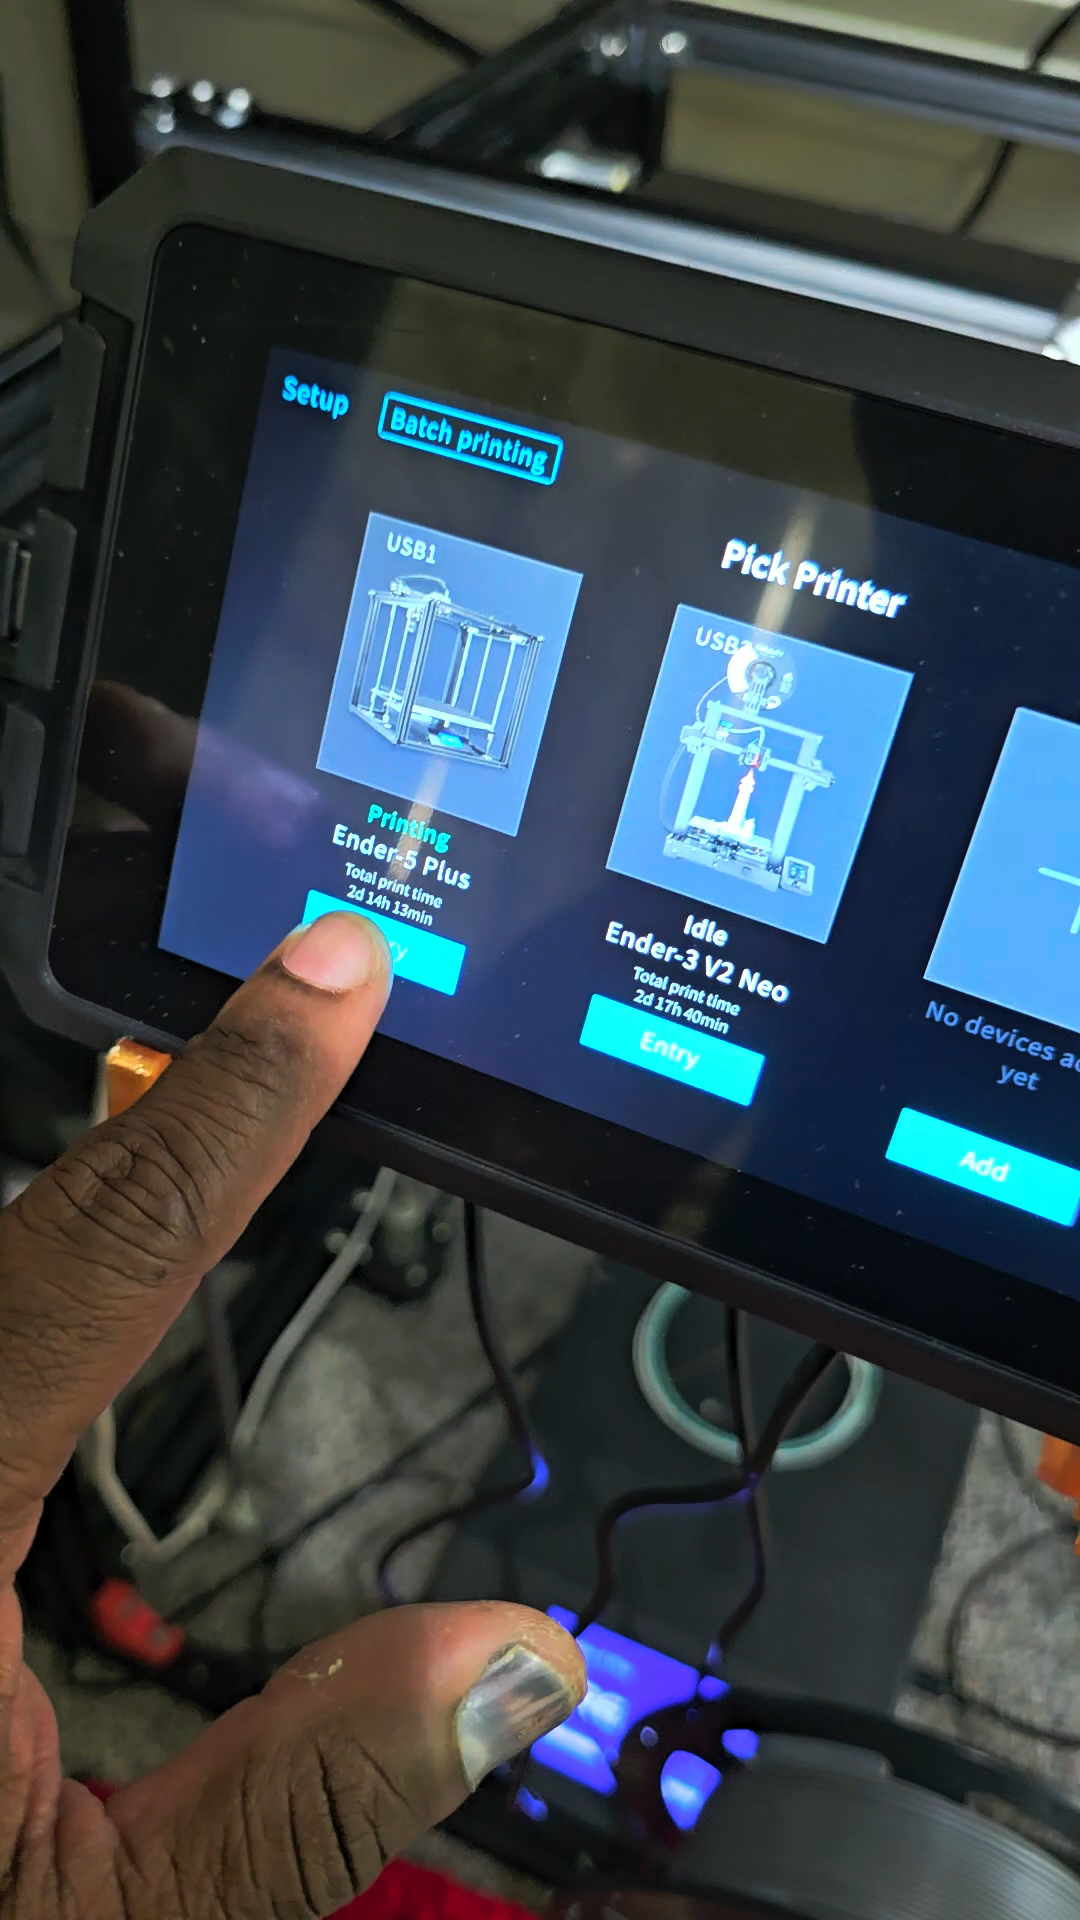 Setup
Batch printing
Pick Printer
USB1
Printing
Ender-5 Plus
Total print time
2d 14h 13min
Idle
Ender-3 V2 Neo
Total print time
2d 17h 40min
Entry
No devices
yet
Add